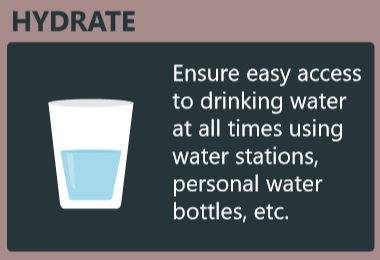 HYDRATE
Ensure easy access
to drinking water
at all times using
water stations,
personal water
bottles, etc.